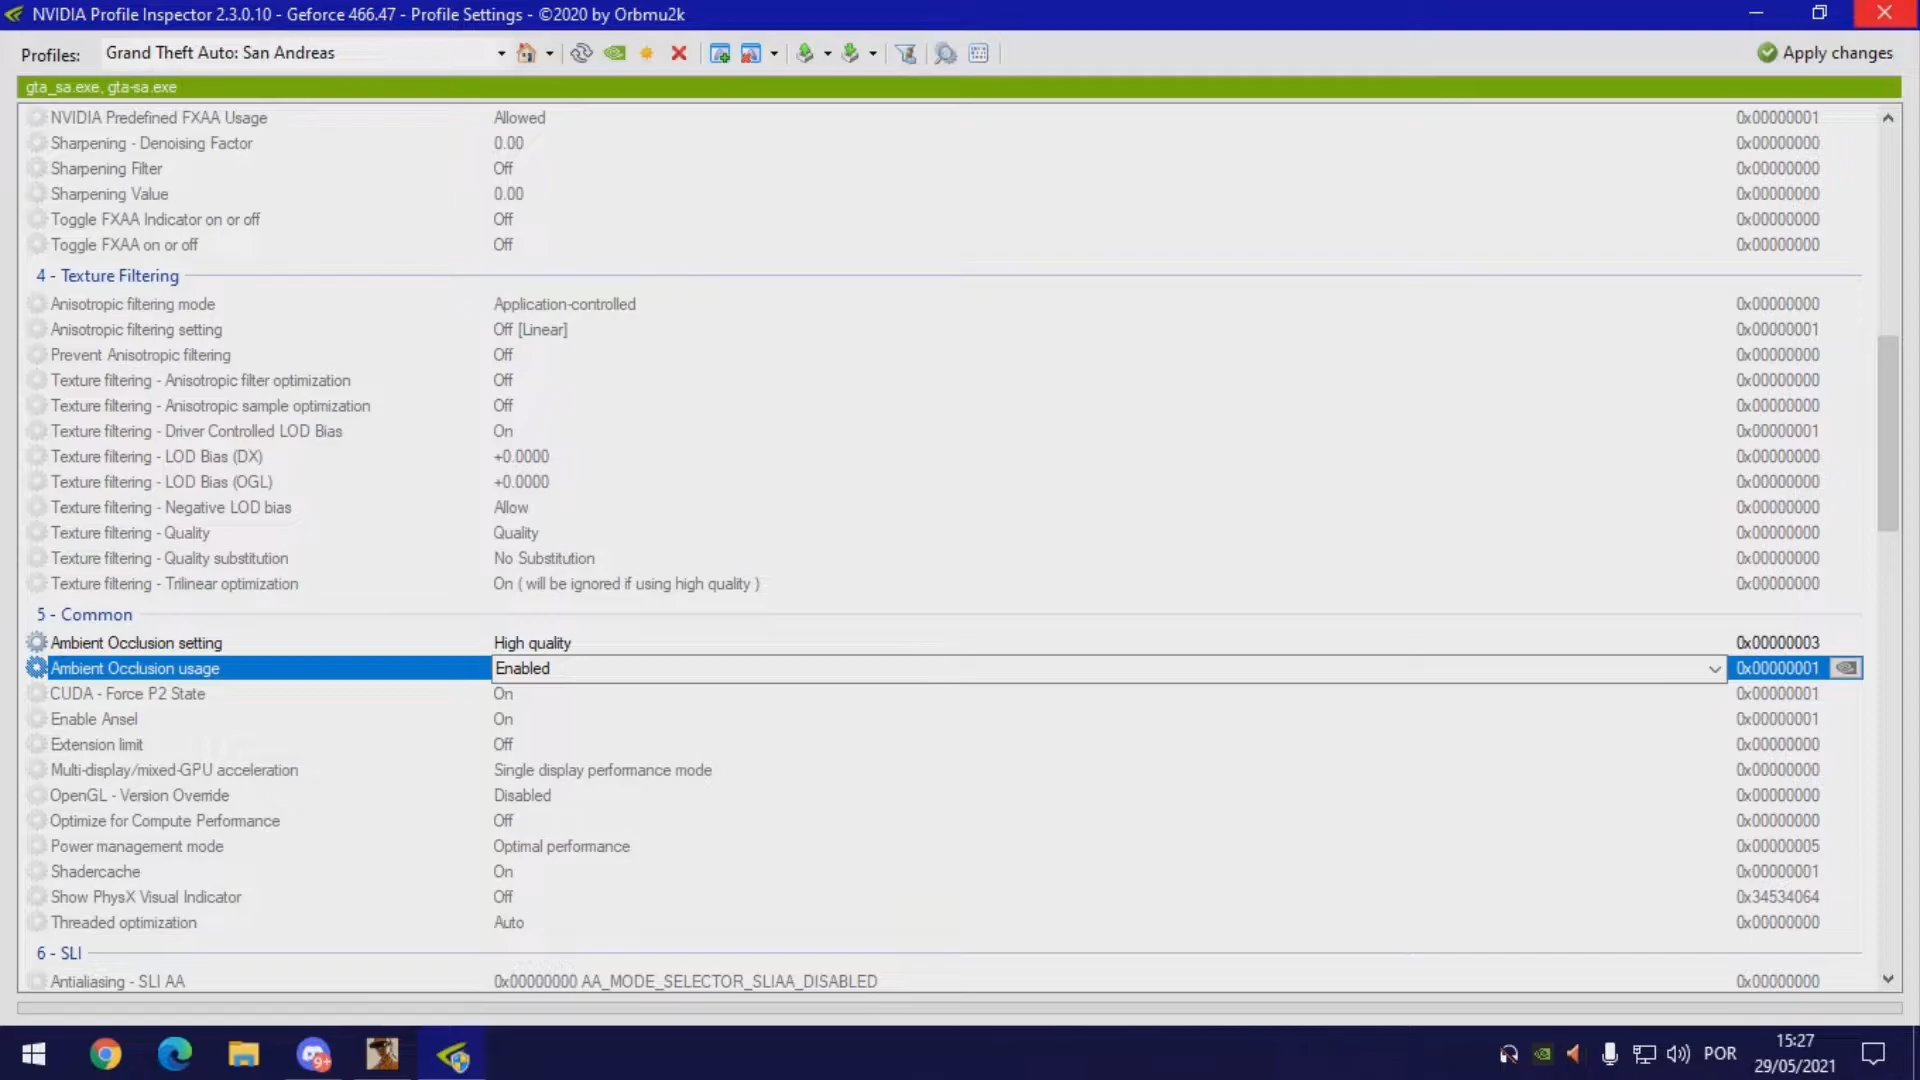 NVIDIA Profile Inspector 2.3.0.10 - Geforce 466.47 - Profile Settings - ©2020 by Orbmu2k
Profiles: Grand Theft Auto: San Andreas Apply changes
gta_sa.exe, gta-sa.exe
NVIDIA Predefined FXAA Usage Allowed 0x00000001
Sharpening - Denoising Factor 0.00 0x00000000
Sharpening Filter Off 0x00000000
Sharpening Value 0.00 0x00000000
Toggle FXAA Indicator on or off Off 0x00000000
Toggle FXAA on or off Off 0x00000000
4 - Texture Filtering
Anisotropic filtering mode Application-controlled 0x00000000
Anisotropic filtering setting Off [Linear] 0x00000001
Prevent Anisotropic filtering Off 0x00000000
Texture filtering - Anisotropic filter optimization Off 0x00000000
Texture filtering - Anisotropic sample optimization Off 0x00000000
Texture filtering - Driver Controlled LOD Bias On 0x00000001
Texture filtering - LOD Bias (DX) +0.0000 0x00000000
Texture filtering - LOD Bias (OGL) +0.0000 0x00000000
Texture filtering - Negative LOD bias Allow 0x00000000
Texture filtering - Quality Quality 0x00000000
Texture filtering - Quality substitution No Substitution 0x00000000
Texture filtering - Trilinear optimization On ( will be ignored if using high quality ) 0x00000000
5 - Common
Ambient Occlusion setting High quality 0x00000003
Ambient Occlusion usage Enabled 0x00000001
CUDA - Force P2 State On 0x00000001
Enable Ansel On 0x00000001
Extension limit Off 0x00000000
Multi-display/mixed-GPU acceleration Single display performance mode 0x00000000
OpenGL - Version Override Disabled 0x00000000
Optimize for Compute Performance Off 0x00000000
Power management mode Optimal performance 0x00000005
Shadercache On 0x00000001
Show PhysX Visual Indicator Off 0x34534064
Threaded optimization Auto 0x00000000
6 - SLI
Antialiasing - SLI AA 0x00000000 AA_MODE_SELECTOR_SLIAA_DISABLED 0x00000000
9+
POR
15:27
29/05/2021